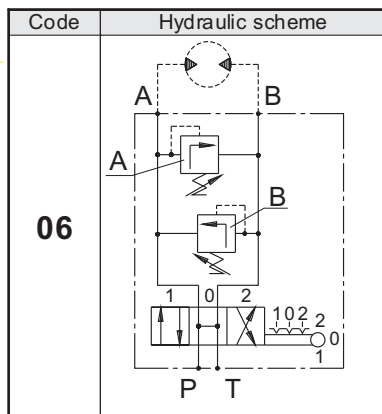 Code Hydraulic scheme
06
A B
A
B
1 0 2
1 0 2 2
0
1
P T